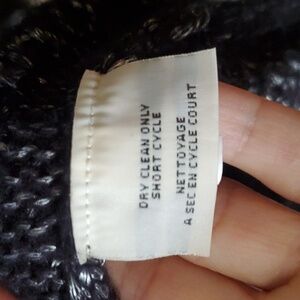 DRY CLEAN ONLY
SHORT CYCLE
NETTOYAGE
A SEC EN CYCLE COURT